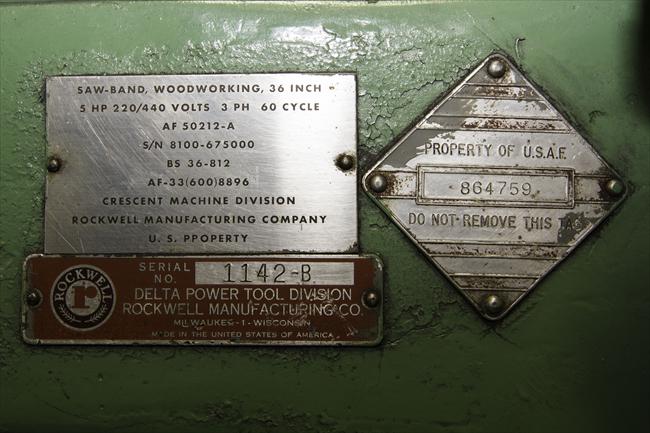 SAW-BAND, WOODWORKING, 36 INCH
5 HP 220/440 VOLTS 3 PH 60 CYCLE
AF 50212-A
S/N 8100-675000
BS 36-812
AF-33(600)8896
CRESCENT MACHINE DIVISION
ROCKWELL MANUFACTURING COMPANY
U. S. PPOPERTY
ROCKWELL
r
SERIAL NO. 1142-B
DELTA POWER TOOL DIVISION
ROCKWELL MANUFACTURING CO.
MILWAUKEE-1-WISCONSIN
MADE IN THE UNITED STATES OF AMERICA
PROPERTY OF U.S.A.F.
864759
DO NOT REMOVE THIS TAG